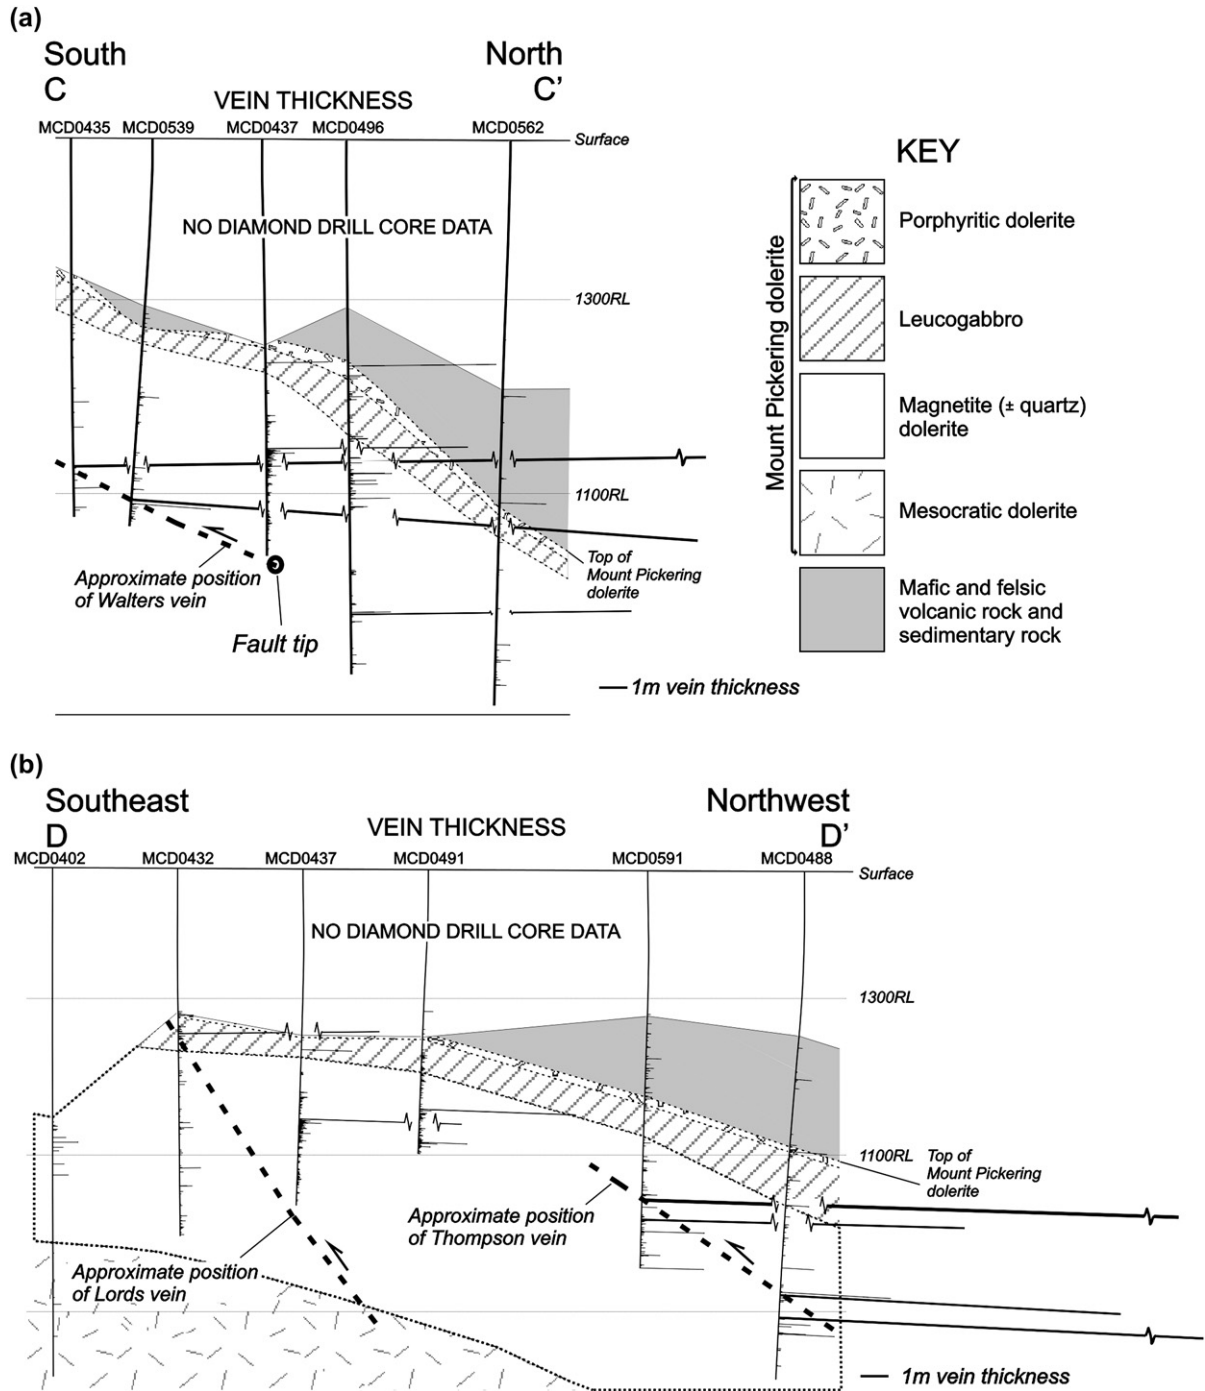 (a)
South
North
C
C’
VEIN THICKNESS
MCD0435 MCD0539 MCD0437 MCD0496 MCD0562
Surface
NO DIAMOND DRILL CORE DATA
1300RL
1100RL
Approximate position
of Walters vein
Fault tip
Top of
Mount Pickering
dolerite
1m vein thickness
KEY
Mount Pickering dolerite
Porphyritic dolerite
Leucogabbro
Magnetite (± quartz)
dolerite
Mesocratic dolerite
Mafic and felsic
volcanic rock and
sedimentary rock
(b)
Southeast
Northwest
D
D’
VEIN THICKNESS
MCD0402 MCD0432 MCD0437 MCD0491 MCD0591 MCD0488
Surface
NO DIAMOND DRILL CORE DATA
1300RL
1100RL
Top of
Mount Pickering
dolerite
Approximate position
of Thompson vein
Approximate position
of Lords vein
1m vein thickness